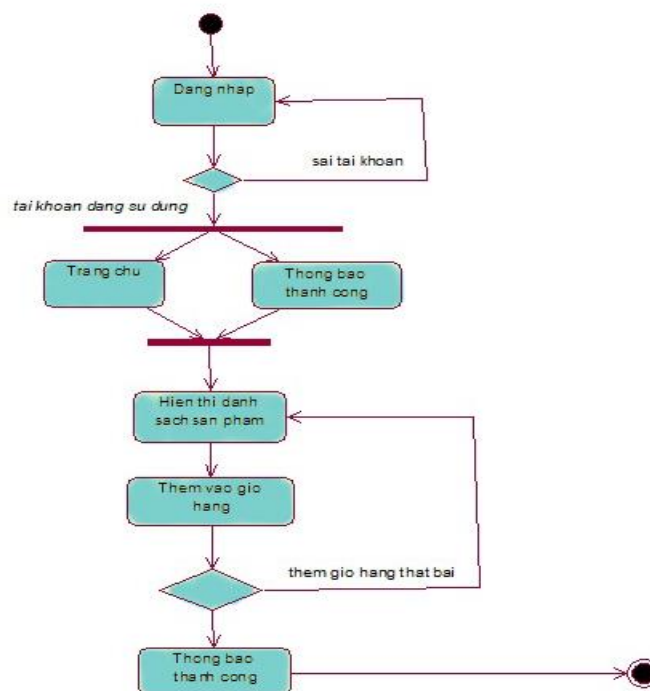 Dang nhap
sai tai khoan
tai khoan dang su dung
Trang chu
Thong bao
thanh cong
Hien thi danh
sach san pham
Them vao gio
hang
them gio hang that bai
Thong bao
thanh cong